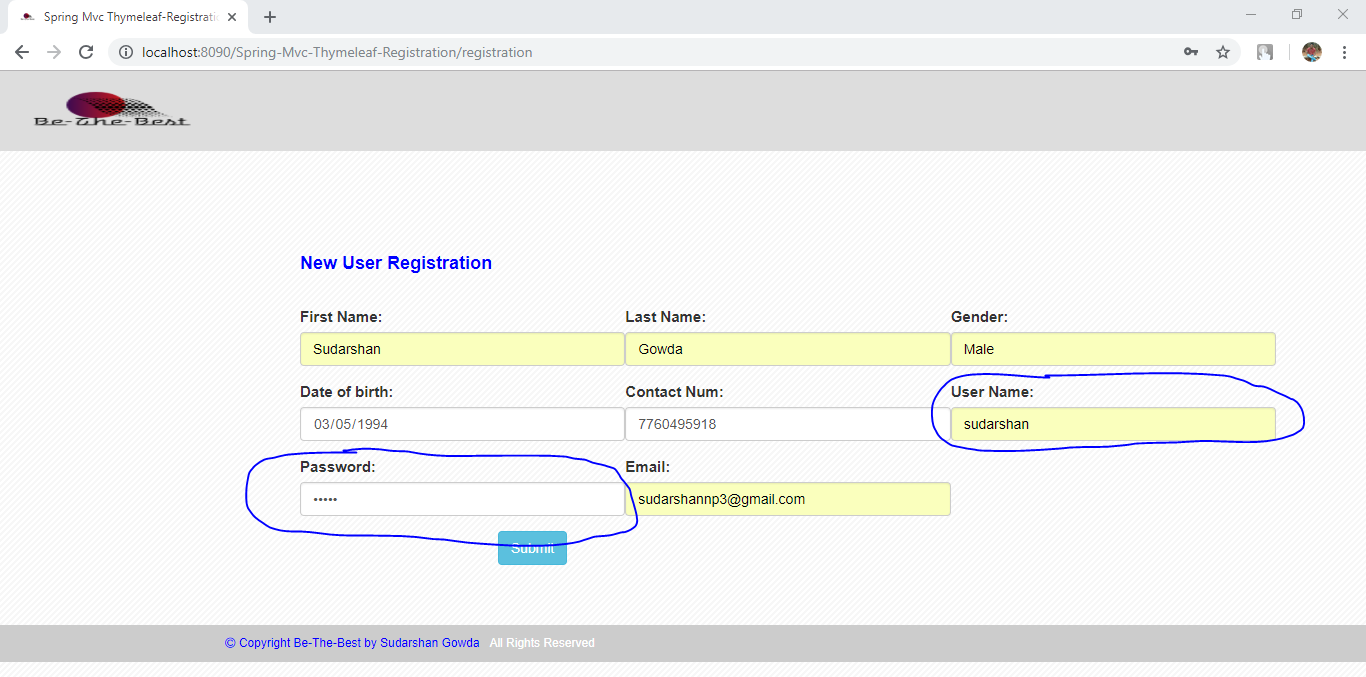 Spring Mvc Thymeleaf-Registrati
localhost:8090/Spring-Mvc-Thymeleaf-Registration/registration
Be-The-Best
New User Registration
First Name: Last Name: Gender:
Sudarshan Gowda Male
Date of birth: Contact Num: User Name:
03/05/1994 7760495918 sudarshan
Password: Email:
••••• sudarshannp3@gmail.com
Submit
© Copyright Be-The-Best by Sudarshan Gowda All Rights Reserved